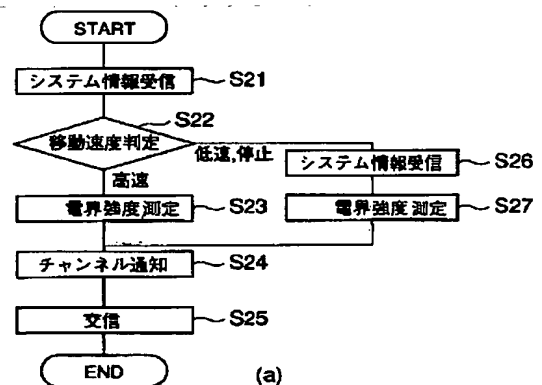 START
システム情報受信 S21
移動速度判定 S22
低速,停止
高速
システム情報受信 S26
電界強度測定 S23
電界強度測定 S27
チャンネル通知 S24
交信 S25
END
(a)